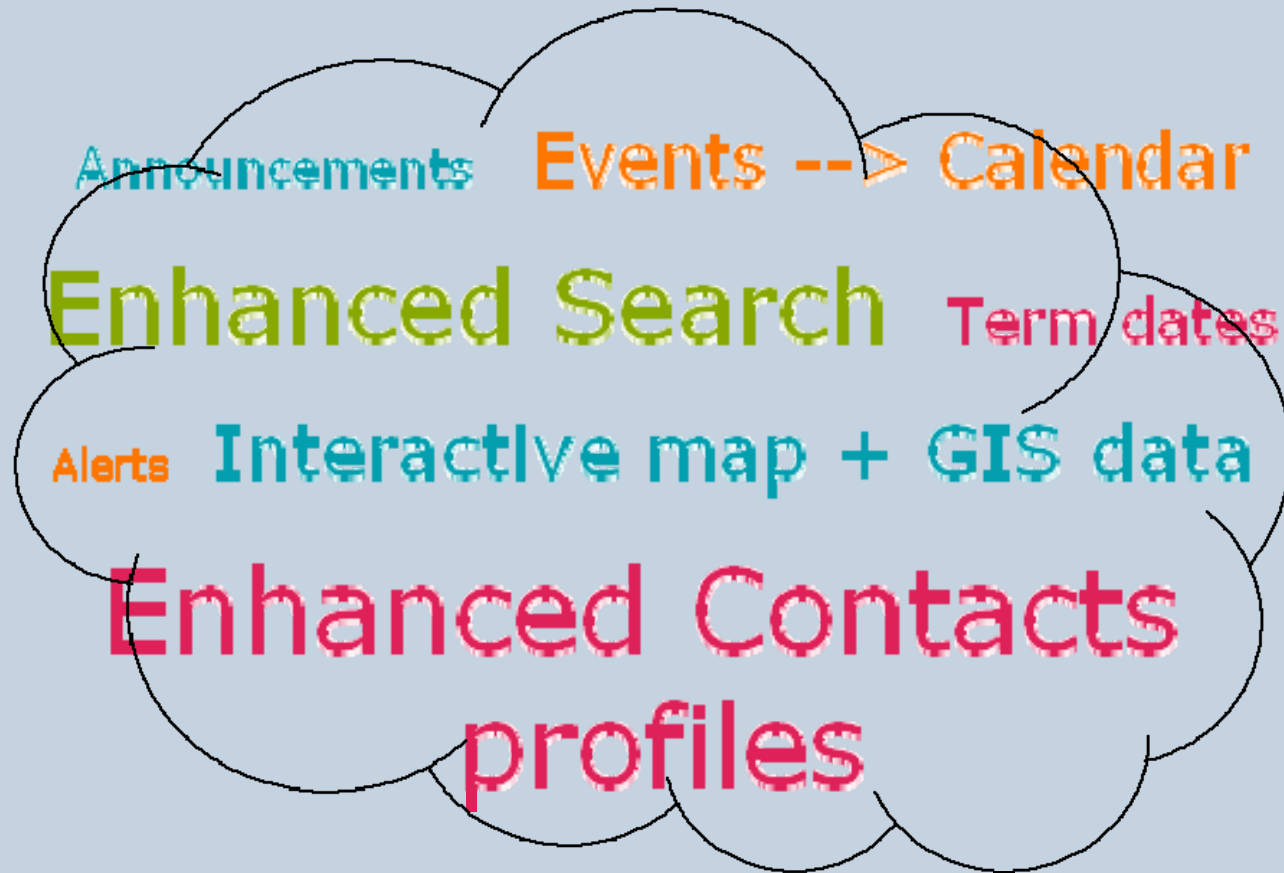 Announcements Events --> Calendar
Enhanced Search Term dates
Alerts InteractIve map + GIS data
Enhanced Contacts
profiles